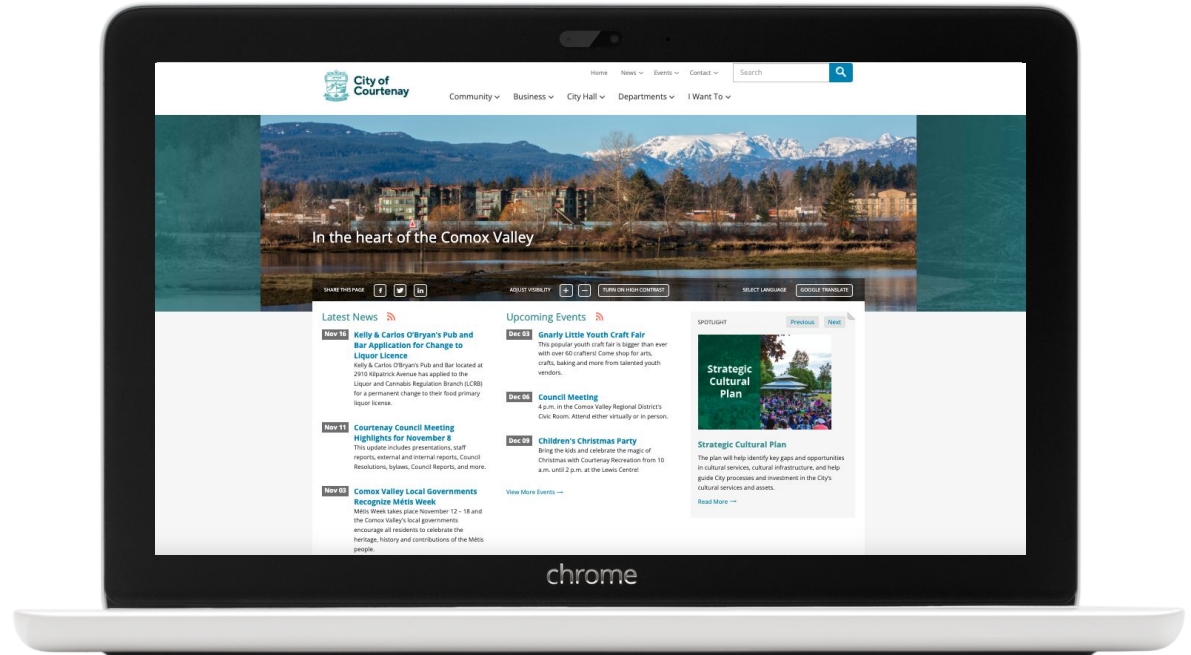 City of
Courtenay
Home News Events Contact Search
Community Business City Hall Departments I Want To
In the heart of the Comox Valley
SHARE THIS PAGE f in ADJUST VISIBILITY + − TURN ON HIGH CONTRAST SELECT LANGUAGE GOOGLE TRANSLATE
Latest News
Nov 16 Kelly & Carlos O'Bryan's Pub and
Bar Application for Change to
Liquor Licence
Kelly & Carlos O'Bryan's Pub and Bar located at
2910 Kilpatrick Avenue has applied to the
Liquor and Cannabis Regulation Branch (LCRB)
for a permanent change to their food primary
liquor license.
Nov 11 Courtenay Council Meeting
Highlights for November 8
This update includes presentations, staff
reports, external and internal reports, Council
Resolutions, bylaws, Council Reports, and more.
Nov 03 Comox Valley Local Governments
Recognize Métis Week
Métis Week takes place November 12 – 18 and
the Comox Valley's local governments
encourage all residents to celebrate the
heritage, history and contributions of the Métis
people.
Upcoming Events
Dec 03 Gnarly Little Youth Craft Fair
This popular youth craft fair is bigger than ever
with over 60 crafters! Come shop for arts,
crafts, baking and more from talented youth
vendors.
Dec 06 Council Meeting
4 p.m. in the Comox Valley Regional District's
Civic Room. Attend either virtually or in person.
Dec 09 Children's Christmas Party
Bring the kids and celebrate the magic of
Christmas with Courtenay Recreation from 10
a.m. until 2 p.m. at the Lewis Centre!
View More Events →
SPOTLIGHT Previous Next
Strategic
Cultural
Plan
Strategic Cultural Plan
The plan will help identify key gaps and opportunities
in cultural services, cultural infrastructure, and help
guide City processes and investment in the City's
cultural services and assets.
Read More →
chrome